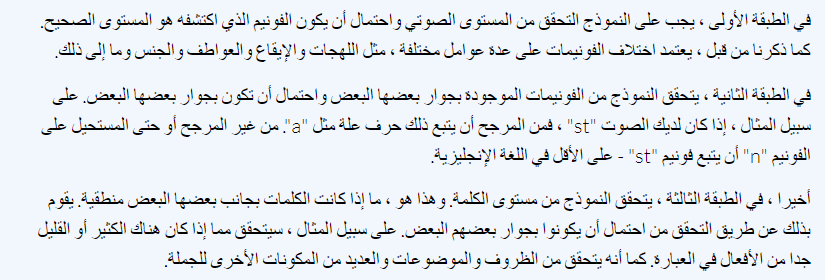 في الطبقة الأولى ، يجب على النموذج التحقق من المستوى الصوتي واحتمال أن يكون الفونيم الذي اكتشفه هو المستوى الصحيح.
كما ذكرنا من قبل ، يعتمد اختلاف الفونيمات على عدة عوامل مختلفة ، مثل اللهجات والإيقاع والعواطف والجنس وما إلى ذلك.
في الطبقة الثانية ، يتحقق النموذج من الفونيمات الموجودة بجوار بعضها البعض واحتمال أن تكون بجوار بعضها البعض. على
سبيل المثال ، إذا كان لديك الصوت "st" ، فمن المرجح أن يتبع ذلك حرف علة مثل "a". من غير المرجح أو حتى المستحيل على
الفونيم "n" أن يتبع فونيم "st" - على الأقل في اللغة الإنجليزية.
أخيرا ، في الطبقة الثالثة ، يتحقق النموذج من مستوى الكلمة. وهذا هو ، ما إذا كانت الكلمات بجانب بعضها البعض منطقية. يقوم
بذلك عن طريق التحقق من احتمال أن يكونوا بجوار بعضهم البعض. على سبيل المثال ، سيتحقق مما إذا كان هناك الكثير أو القليل
جدا من الأفعال في العبارة. كما أنه يتحقق من الظروف والموضوعات والعديد من المكونات الأخرى للجملة.